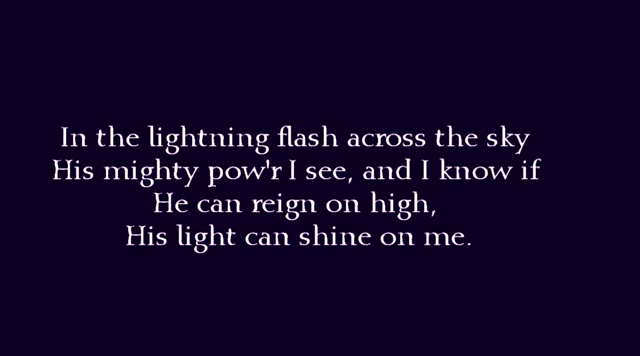 In the lightning flash across the sky
His mighty pow'r I see, and I know if
He can reign on high,
His light can shine on me.